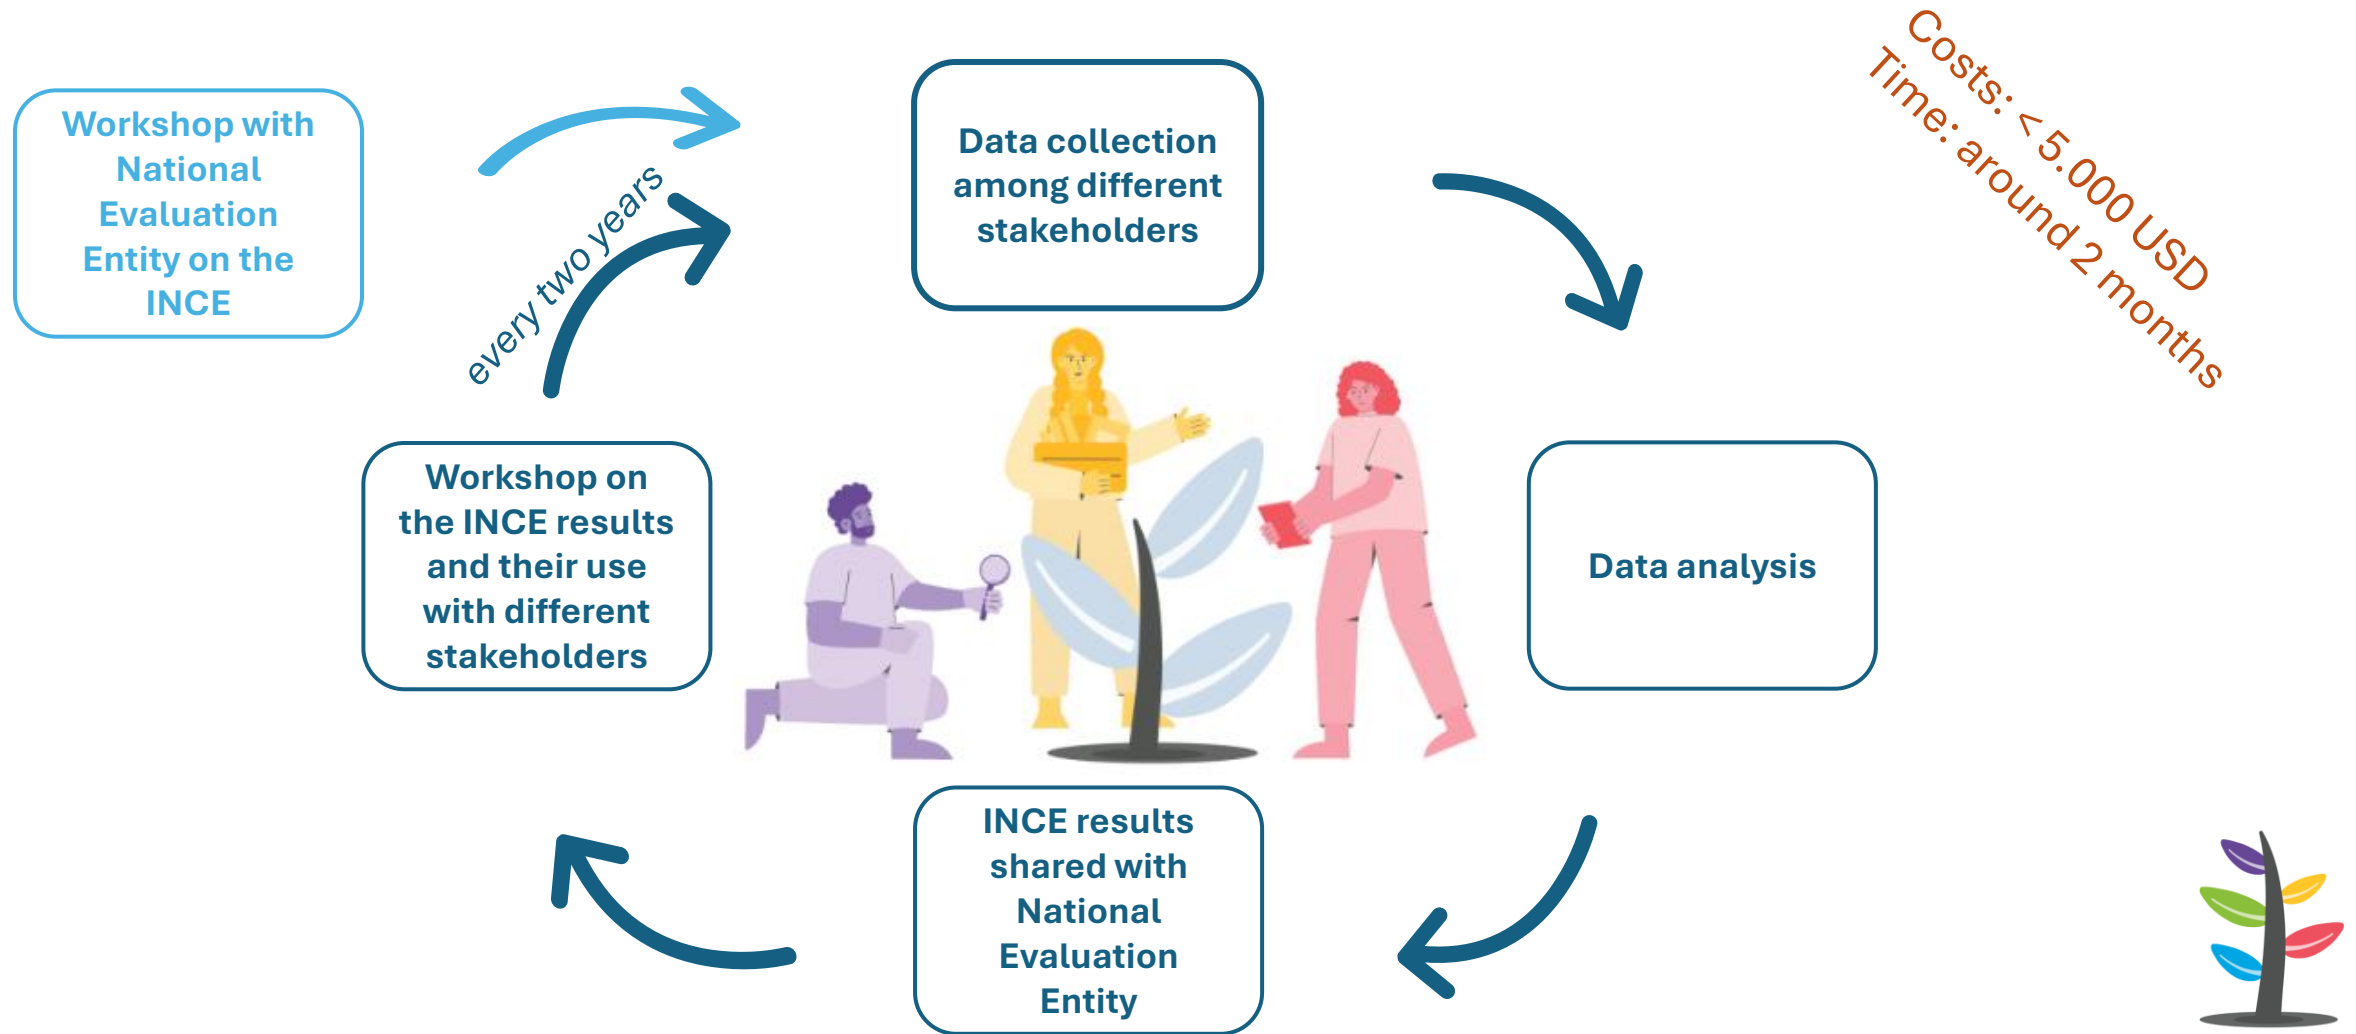 Workshop with
National
Evaluation
Entity on the
INCE
every two years
Data collection
among different
stakeholders
Costs: < 5.000 USD
Time: around 2 months
Workshop on
the INCE results
and their use
with different
stakeholders
Data analysis
INCE results
shared with
National
Evaluation
Entity